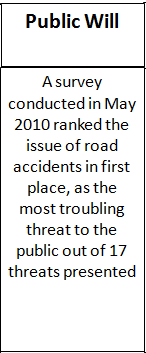 Public Will
A survey
conducted in May
2010 ranked the
issue of road
accidents in first
place, as the
most troubling
threat to the
public out of 17
threats presented